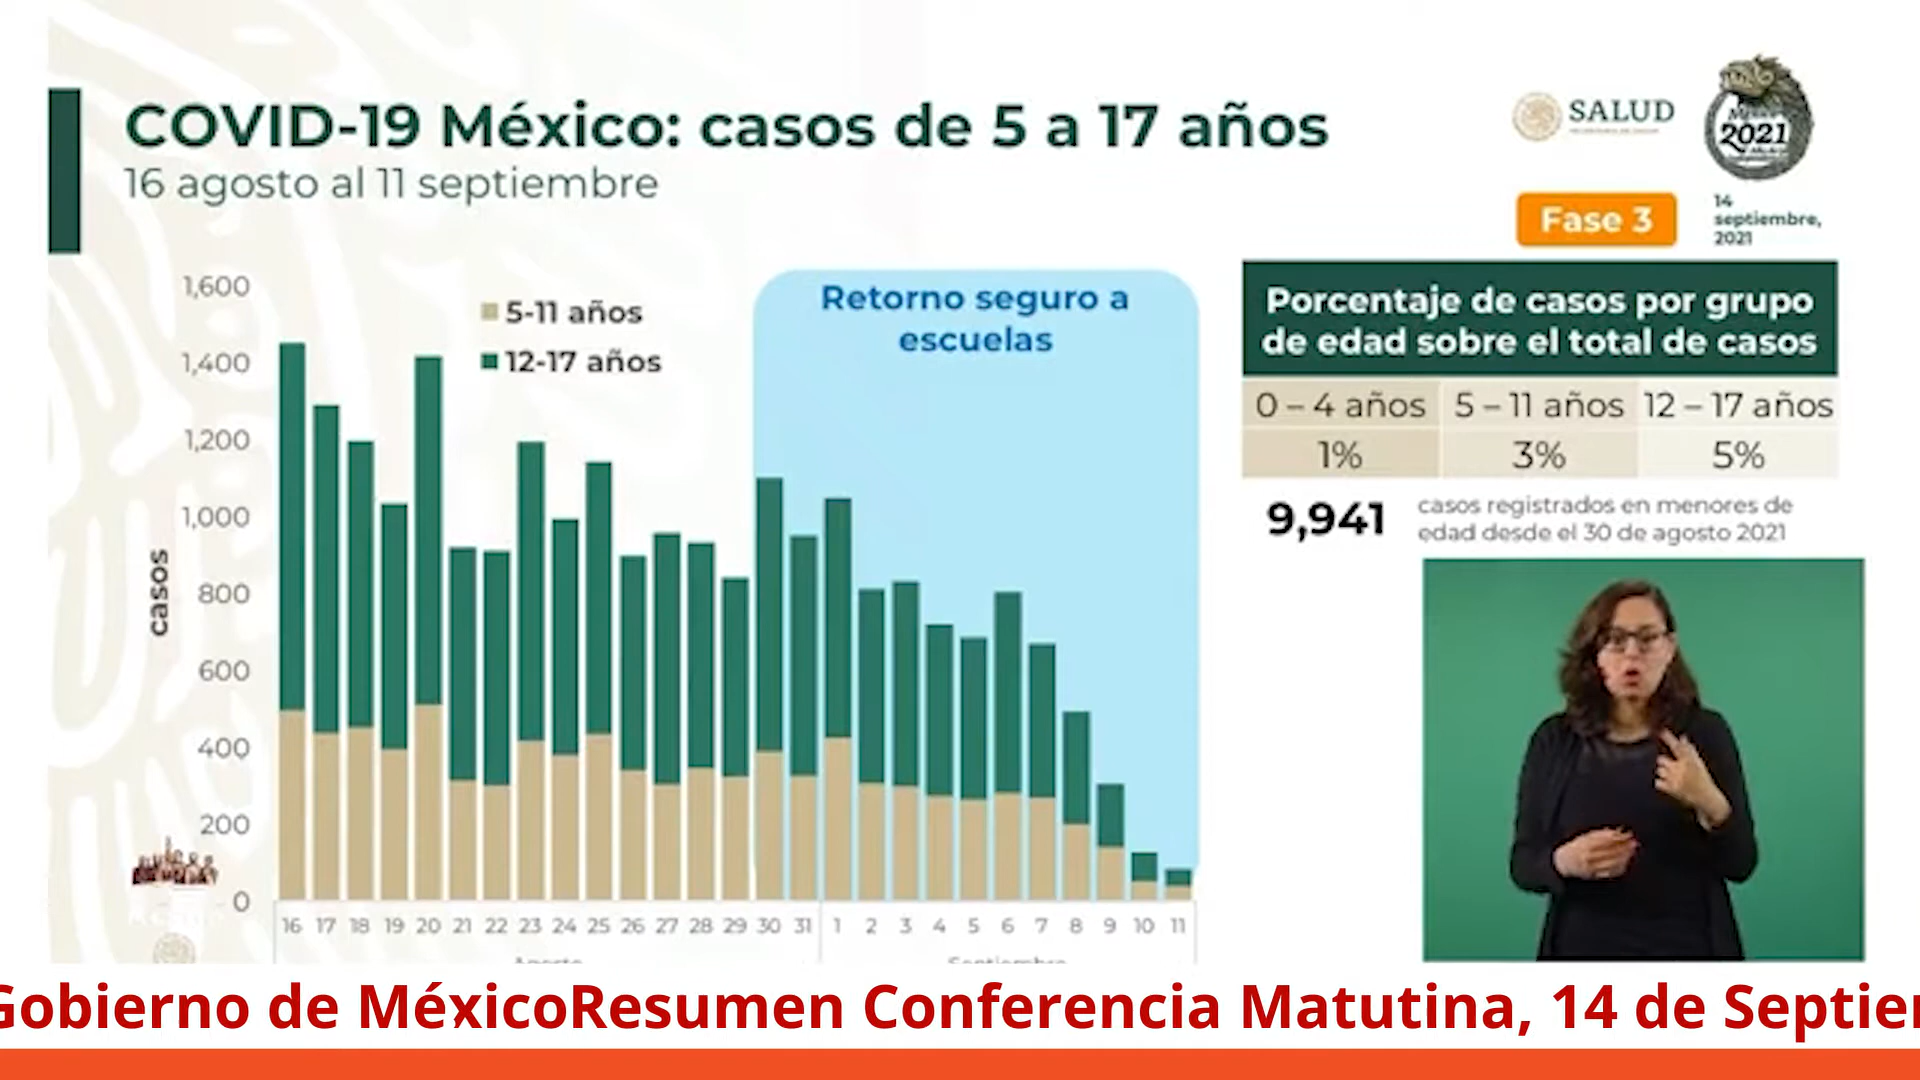 COVID-19 México: casos de 5 a 17 años
16 agosto al 11 septiembre
SALUD
México
2021
Fase 3
14
septiembre,
2021
1,600
1,400
1,200
1,000
800
600
400
200
0
casos
5-11 años
12-17 años
Retorno seguro a
escuelas
16 17 18 19 20 21 22 23 24 25 26 27 28 29 30 31 1 2 3 4 5 6 7 8 9 10 11
Agosto Septiembre
Porcentaje de casos por grupo
de edad sobre el total de casos
0 – 4 años 5 – 11 años 12 – 17 años
1% 3% 5%
9,941
casos registrados en menores de
edad desde el 30 de agosto 2021
Gobierno de MéxicoResumen Conferencia Matutina, 14 de Septien